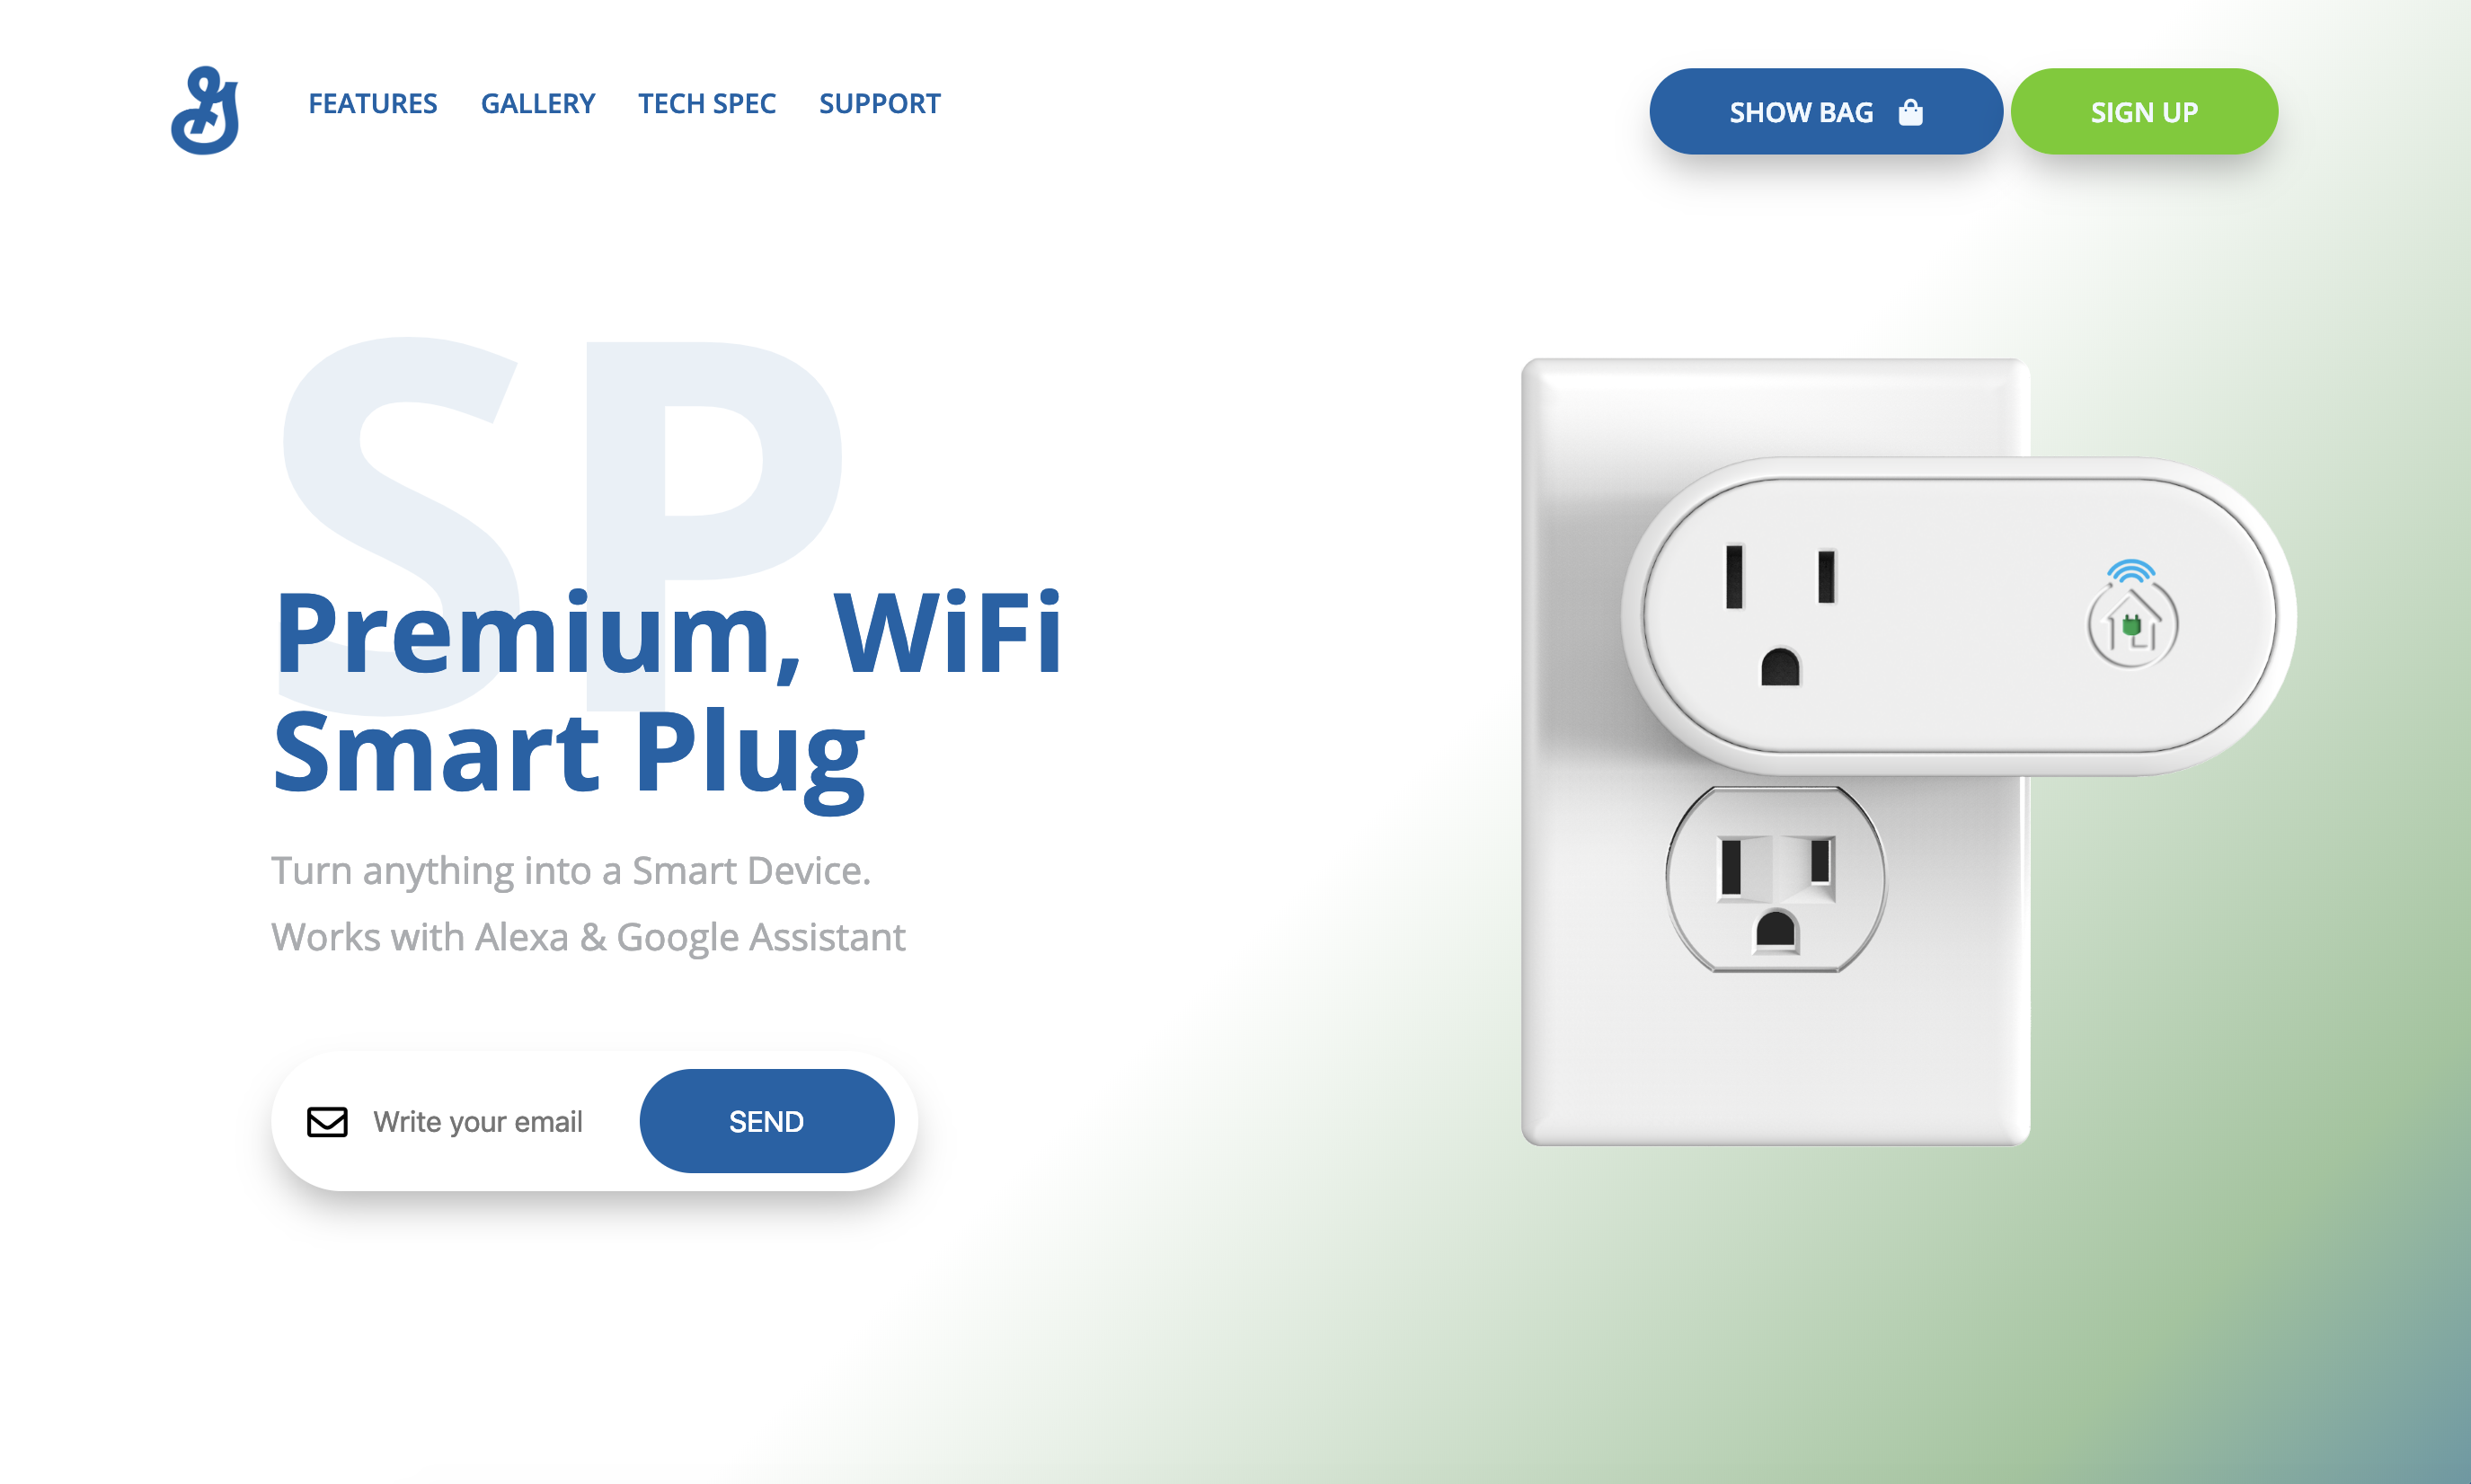 FEATURES GALLERY TECH SPEC SUPPORT SHOW BAG SIGN UP
SP
Premium, WiFi
Smart Plug
Turn anything into a Smart Device.
Works with Alexa & Google Assistant
Write your email SEND